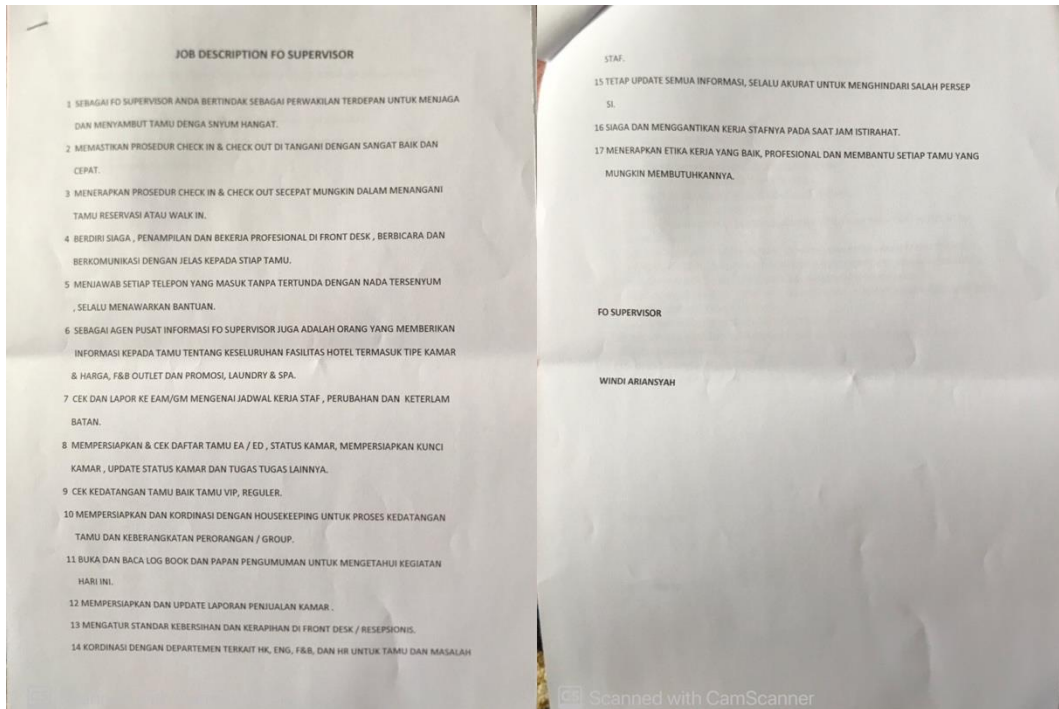 JOB DESCRIPTION FO SUPERVISOR
1 SEBAGAI FO SUPERVISOR ANDA BERTINDAK SEBAGAI PERWAKILAN TERDEPAN UNTUK MENJAGA
DAN MENYAMBUT TAMU DENGA SNYUM HANGAT.
2 MEMASTIKAN PROSEDUR CHECK IN & CHECK OUT DI TANGANI DENGAN SANGAT BAIK DAN
CEPAT.
3 MENERAPKAN PROSEDUR CHECK IN & CHECK OUT SECEPAT MUNGKIN DALAM MENANGANI
TAMU RESERVASI ATAU WALK IN.
4 BERDIRI SIAGA , PENAMPILAN DAN BEKERJA PROFESIONAL DI FRONT DESK , BERBICARA DAN
BERKOMUNIKASI DENGAN JELAS KEPADA STIAP TAMU.
5 MENJAWAB SETIAP TELEPON YANG MASUK TANPA TERTUNDA DENGAN NADA TERSENYUM
, SELALU MENAWARKAN BANTUAN.
6 SEBAGAI AGEN PUSAT INFORMASI FO SUPERVISOR JUGA ADALAH ORANG YANG MEMBERIKAN
INFORMASI KEPADA TAMU TENTANG KESELURUHAN FASILITAS HOTEL TERMASUK TIPE KAMAR
& HARGA, F&B OUTLET DAN PROMOSI, LAUNDRY & SPA.
7 CEK DAN LAPOR KE EAM/GM MENGENAI JADWAL KERJA STAF , PERUBAHAN DAN KETERLAM
BATAN.
8 MEMPERSIAPKAN & CEK DAFTAR TAMU EA / ED , STATUS KAMAR, MEMPERSIAPKAN KUNCI
KAMAR , UPDATE STATUS KAMAR DAN TUGAS TUGAS LAINNYA.
9 CEK KEDATANGAN TAMU BAIK TAMU VIP, REGULER.
10 MEMPERSIAPKAN DAN KORDINASI DENGAN HOUSEKEEPING UNTUK PROSES KEDATANGAN
TAMU DAN KEBERANGKATAN PERORANGAN / GROUP.
11 BUKA DAN BACA LOG BOOK DAN PAPAN PENGUMUMAN UNTUK MENGETAHUI KEGIATAN
HARI INI.
12 MEMPERSIAPKAN DAN UPDATE LAPORAN PENJUALAN KAMAR .
13 MENGATUR STANDAR KEBERSIHAN DAN KERAPIHAN DI FRONT DESK / RESEPSIONIS.
14 KORDINASI DENGAN DEPARTEMEN TERKAIT HK, ENG, F&B, DAN HR UNTUK TAMU DAN MASALAH
STAF.
15 TETAP UPDATE SEMUA INFORMASI, SELALU AKURAT UNTUK MENGHINDARI SALAH PERSEP
SI.
16 SIAGA DAN MENGGANTIKAN KERJA STAFNYA PADA SAAT JAM ISTIRAHAT.
17 MENERAPKAN ETIKA KERJA YANG BAIK, PROFESIONAL DAN MEMBANTU SETIAP TAMU YANG
MUNGKIN MEMBUTUHKANNYA.
FO SUPERVISOR
WINDI ARIANSYAH
CS Scanned with CamScanner